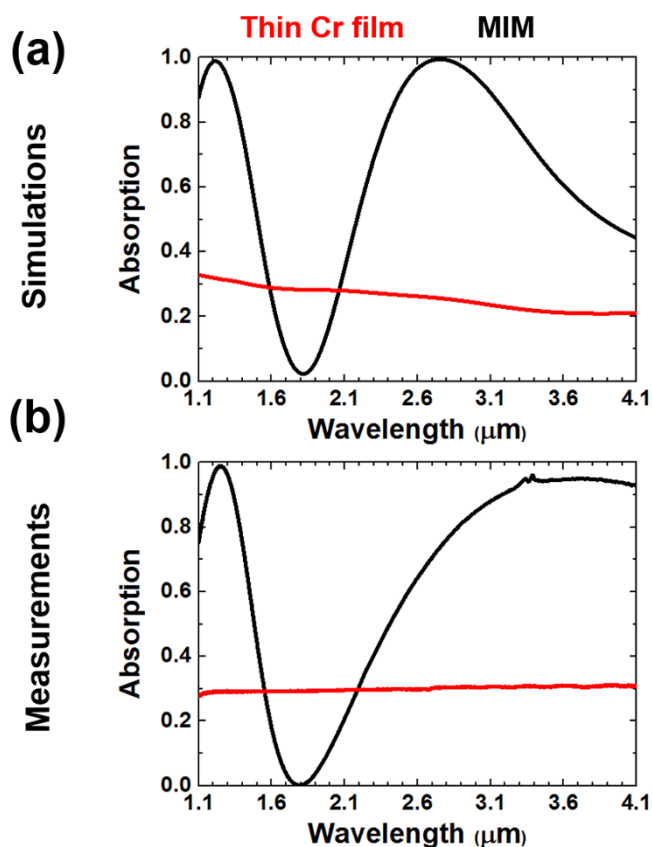 Thin Cr film MIM
(a)
Simulations
Absorption
1.0
0.8
0.6
0.4
0.2
0.0
1.1 1.6 2.1 2.6 3.1 3.6 4.1
Wavelength (μm)
(b)
Measurements
Absorption
1.0
0.8
0.6
0.4
0.2
0.0
1.1 1.6 2.1 2.6 3.1 3.6 4.1
Wavelength (μm)